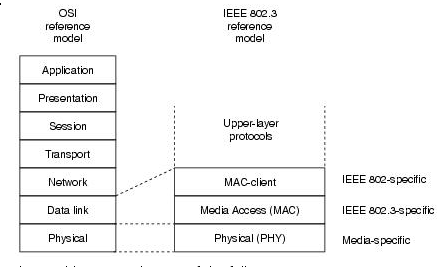 OSI
reference
model
IEEE 802.3
reference
model
Application
Presentation
Session
Transport
Network
Data link
Physical
Upper-layer
protocols
MAC-client
Media Access (MAC)
Physical (PHY)
IEEE 802-specific
IEEE 802.3-specific
Media-specific